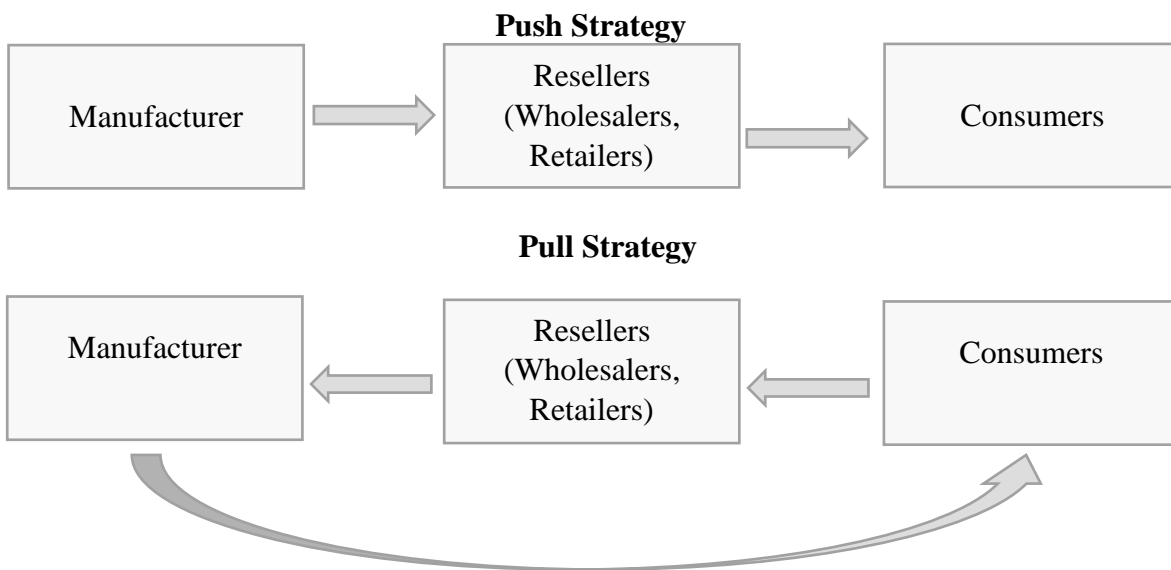 Push Strategy
Manufacturer
Resellers
(Wholesalers,
Retailers)
Consumers
Pull Strategy
Manufacturer
Resellers
(Wholesalers,
Retailers)
Consumers